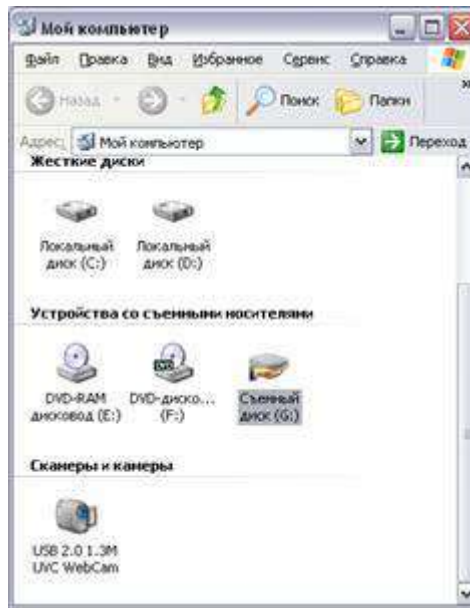 Мой компьютер
Файл Правка Вид Избранное Сервис Справка
Назад Поиск Папки
Адрес: Мой компьютер Переход
Жесткие диски
Локальный диск (C:)
Локальный диск (D:)
Устройства со съемными носителями
DVD-RAM дисковод (E:)
DVD-диско... (F:)
Съемный диск (G:)
Сканеры и камеры
USB 2.0 1.3M
UVC WebCam